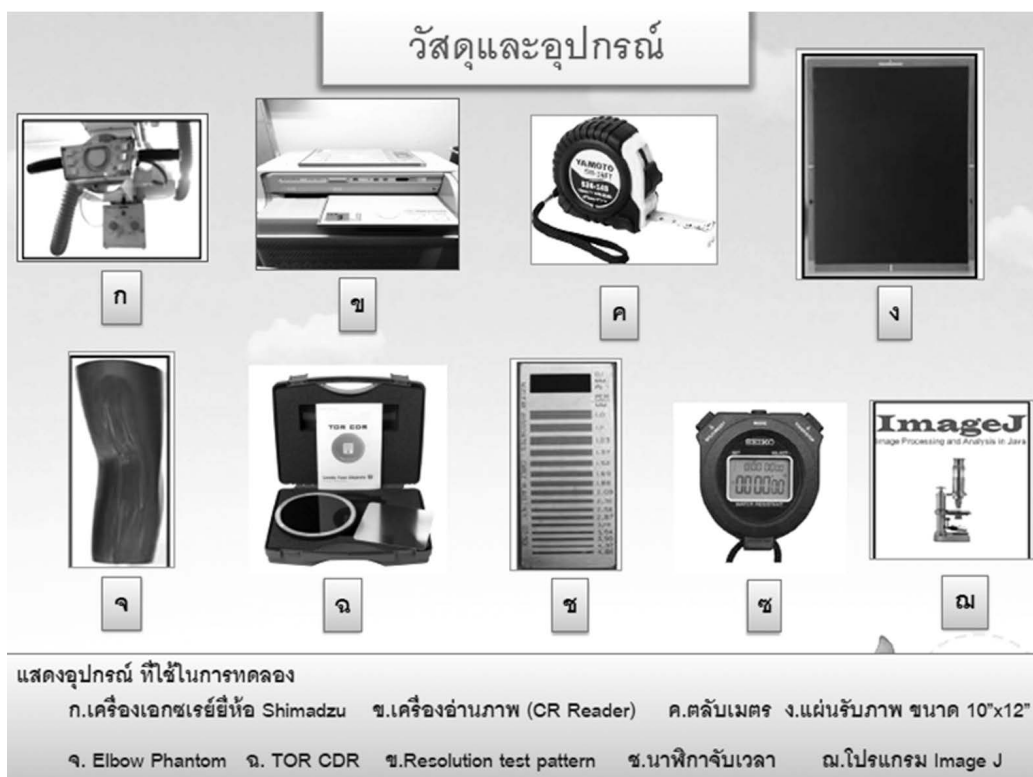 วัสดุและอุปกรณ์
YAMOTO
ก
ข
ค
ง
TOR CDR
SEIKO
ImageJ
Image Processing and Analysis in Java
จ
ฉ
ช
ซ
ฌ
แสดงอุปกรณ์ ที่ใช้ในการทดลอง
ก.เครื่องเอกซเรย์ยี่ห้อ Shimadzu ข.เครื่องอ่านภาพ (CR Reader) ค.ตลับเมตร ง.แผ่นรับภาพ ขนาด 10”x12”
จ. Elbow Phantom ฉ. TOR CDR ข.Resolution test pattern ช.นาฬิกาจับเวลา ฌ.โปรแกรม Image J